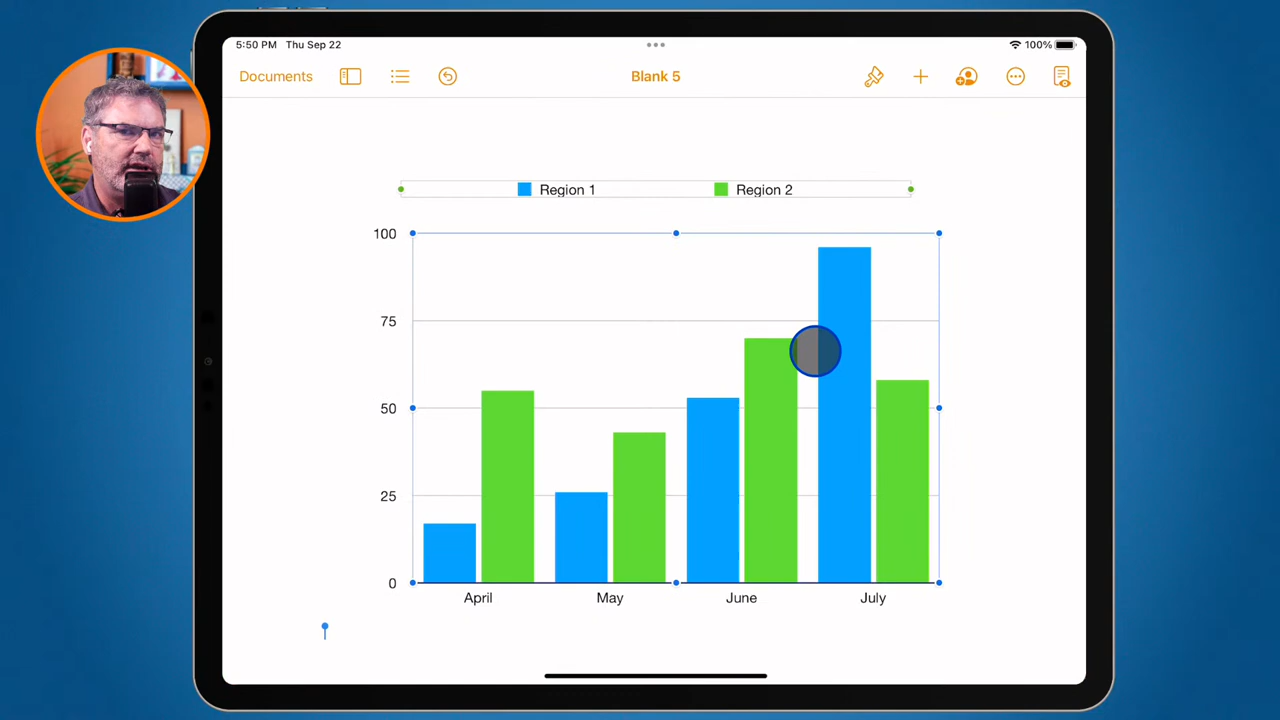 5:50 PM Thu Sep 22
100%
Documents
Blank 5
Region 1
Region 2
100
75
50
25
0
April
May
June
July